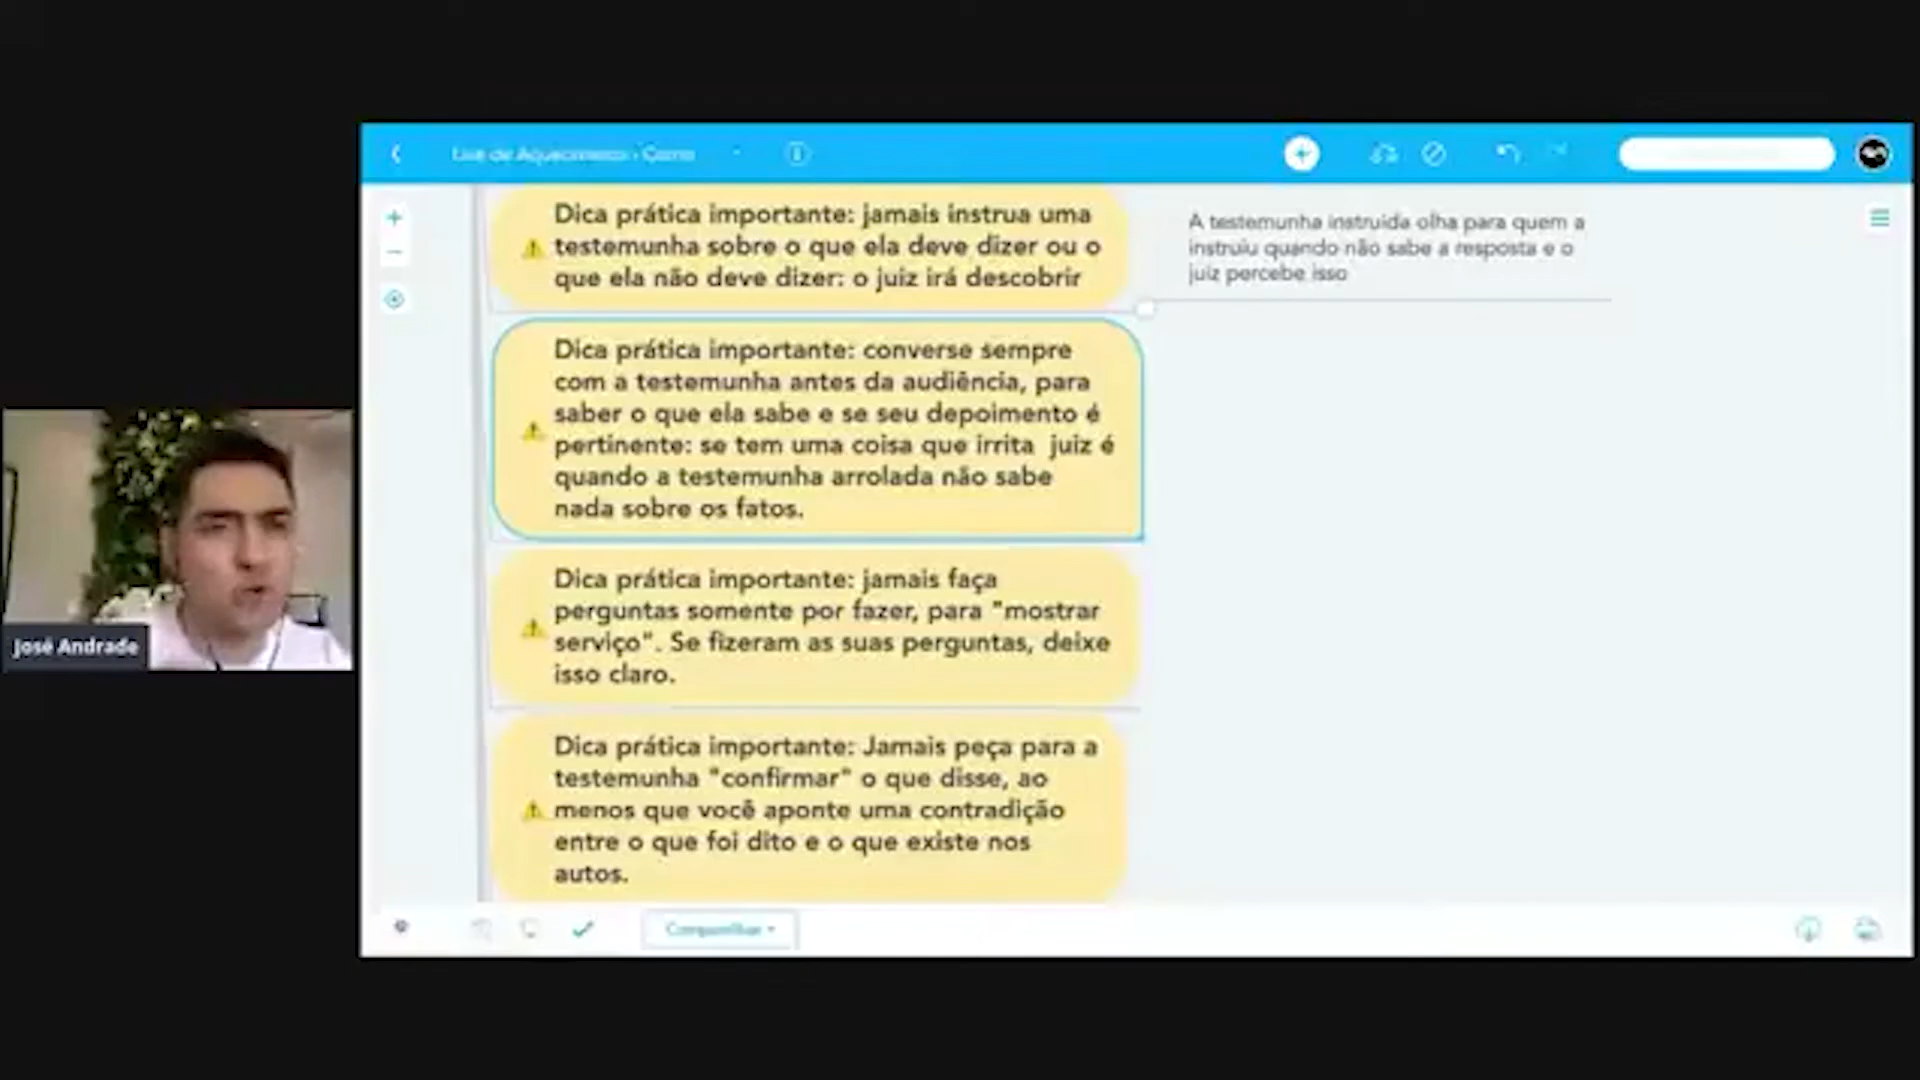 Live de Aquecimento - Como
Dica prática importante: jamais instrua uma
testemunha sobre o que ela deve dizer ou o
que ela não deve dizer: o juiz irá descobrir
A testemunha instruida olha para quem a
instruiu quando não sabe a resposta e o
juiz percebe isso
Dica prática importante: converse sempre
com a testemunha antes da audiência, para
saber o que ela sabe e se seu depoimento é
pertinente: se tem uma coisa que irrita juiz é
quando a testemunha arrolada não sabe
nada sobre os fatos.
Dica prática importante: jamais faça
perguntas somente por fazer, para "mostrar
serviço". Se fizeram as suas perguntas, deixe
isso claro.
José Andrade
Dica prática importante: Jamais peça para a
testemunha "confirmar" o que disse, ao
menos que você aponte uma contradição
entre o que foi dito e o que existe nos
autos.
Compartilhar